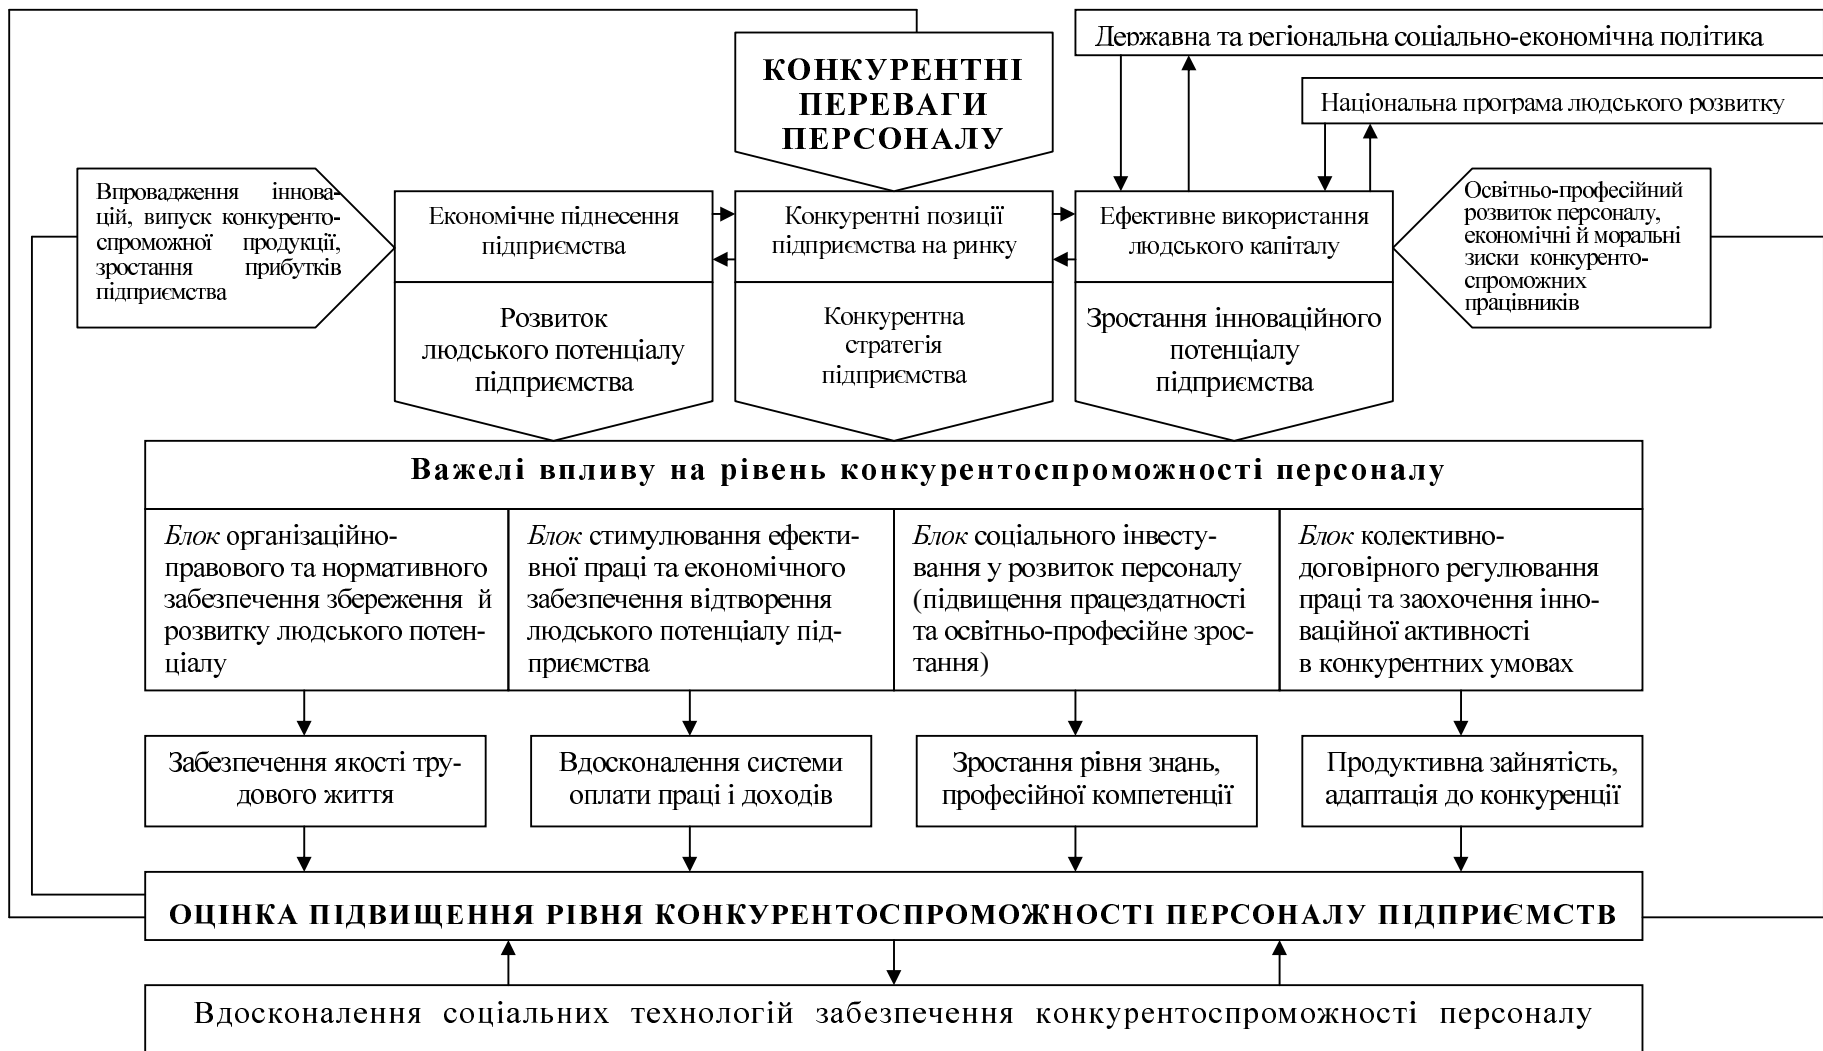 Державна та регіональна соціально-економічна політика
КОНКУРЕНТНІ
ПЕРЕВАГИ
ПЕРСОНАЛУ
Національна програма людського розвитку
Впровадження іннова-
цій, випуск конкуренто-
спроможної продукції,
зростання прибутків
підприємства
Економічне піднесення
підприємства
Конкурентні позиції
підприємства на ринку
Ефективне використання
людського капіталу
Освітньо-професійний
розвиток персоналу,
економічні й моральні
зиски конкуренто-
спроможних
працівників
Розвиток
людського потенціалу
підприємства
Конкурентна
стратегія
підприємства
Зростання інноваційного
потенціалу
підприємства
Важелі впливу на рівень конкурентоспроможності персоналу
Блок організаційно-
правового та нормативного
забезпечення збереження й
розвитку людського потен-
ціалу
Блок стимулювання ефекти-
вної праці та економічного
забезпечення відтворення
людського потенціалу під-
приємства
Блок соціального інвесту-
вання у розвиток персоналу
(підвищення працездатності
та освітньо-професійне зрос-
тання)
Блок колективно-
договірного регулювання
праці та заохочення інно-
ваційної активності
в конкурентних умовах
Забезпечення якості тру-
дового життя
Вдосконалення системи
оплати праці і доходів
Зростання рівня знань,
професійної компетенції
Продуктивна зайнятість,
адаптація до конкуренції
ОЦІНКА ПІДВИЩЕННЯ РІВНЯ КОНКУРЕНТОСПРОМОЖНОСТІ ПЕРСОНАЛУ ПІДПРИЄМСТВ
Вдосконалення соціальних технологій забезпечення конкурентоспроможності персоналу